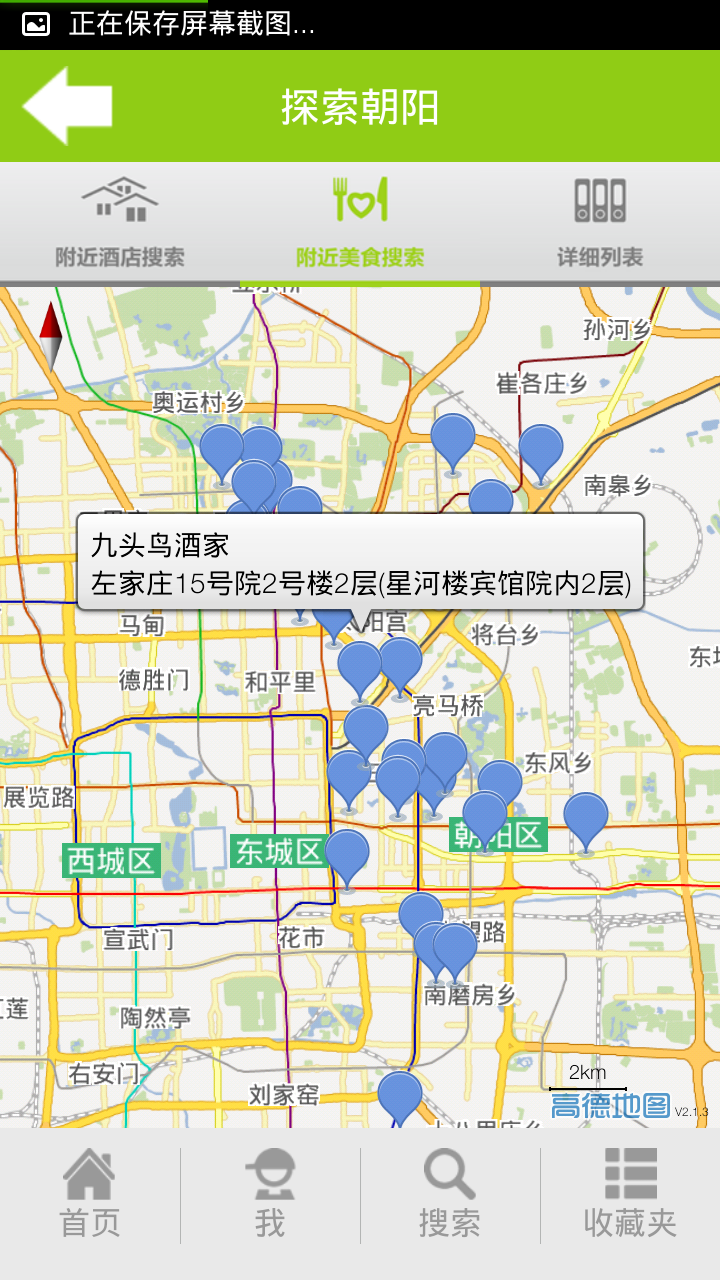 正在保存屏幕截图...
探索朝阳
附近酒店搜索
附近美食搜索
详细列表
孙河乡
崔各庄乡
奥运村乡
南皋乡
九头鸟酒家
左家庄15号院2号楼2层(星河楼宾馆院内2层)
马甸
阳宫
将台乡
德胜门
和平里
亮马桥
东风乡
展览路
朝阳区
西城区
东城区
宣武门
花市
南磨房乡
陶然亭
右安门
刘家窑
2km
高德地图 V2.1.3
首页
我
搜索
收藏夹